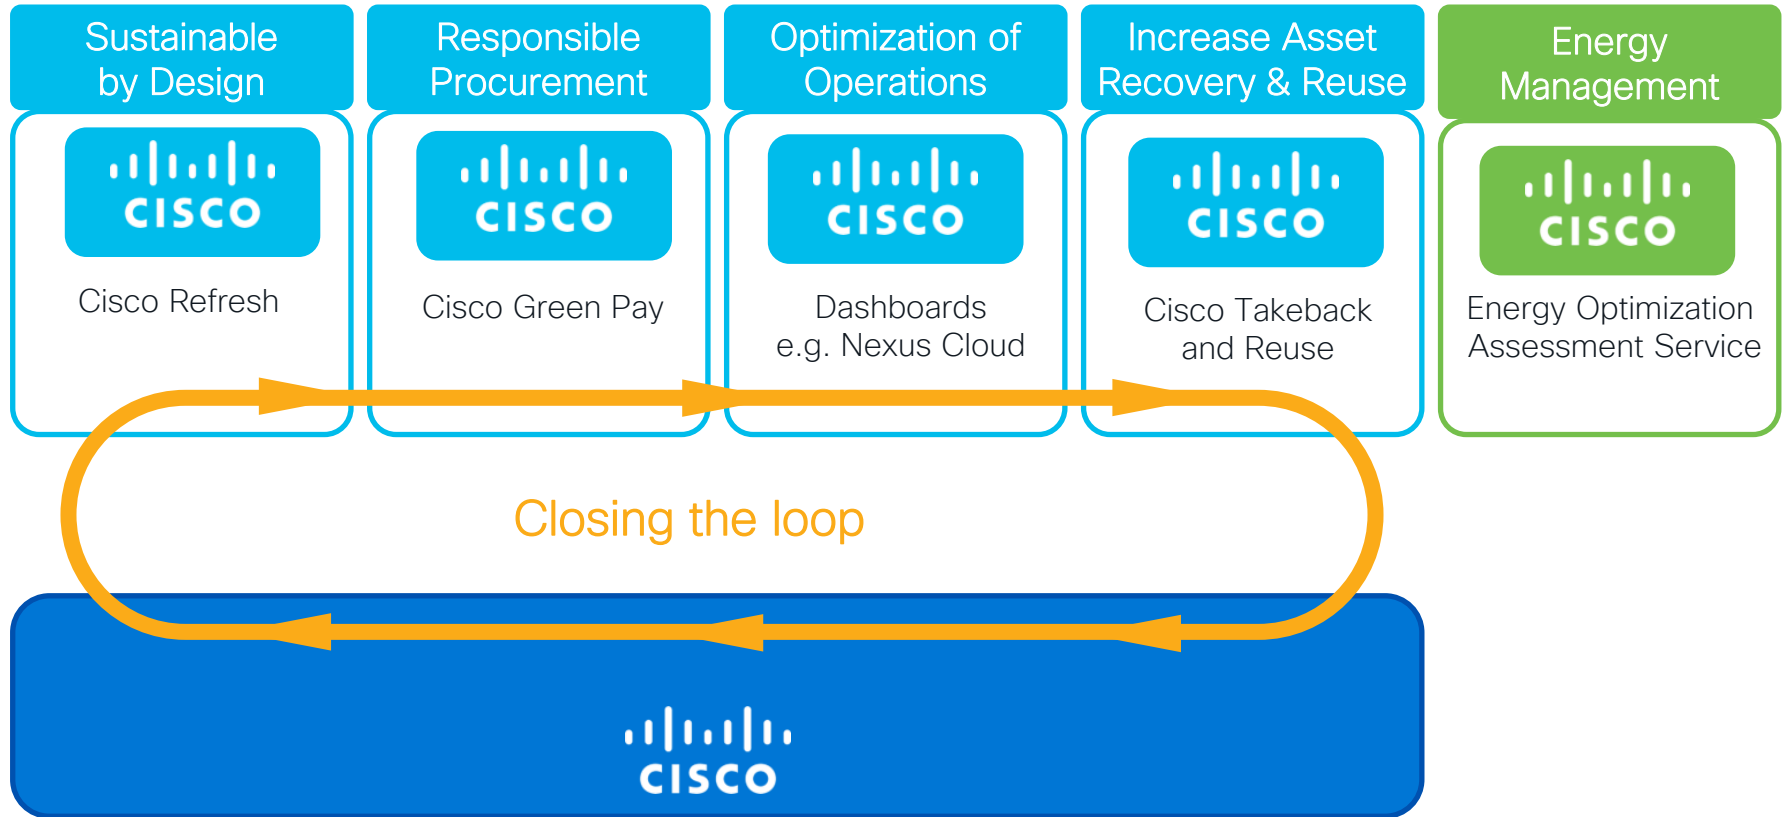 Sustainable
by Design
Responsible
Procurement
Optimization of
Operations
Increase Asset
Recovery & Reuse
Energy
Management
CISCO
CISCO
CISCO
CISCO
CISCO
Cisco Refresh
Cisco Green Pay
Dashboards
e.g. Nexus Cloud
Cisco Takeback
and Reuse
Energy Optimization
Assessment Service
Closing the loop
CISCO